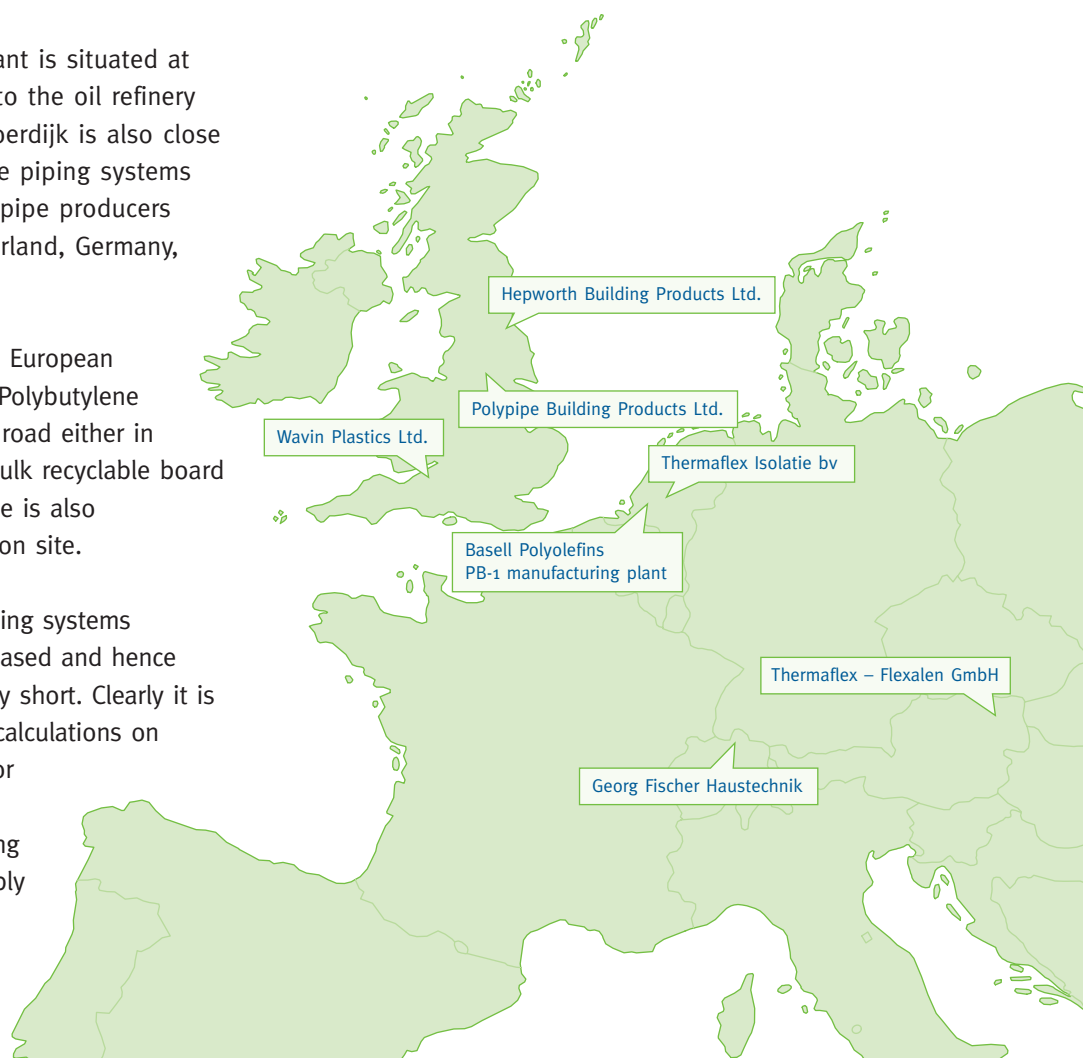 ant is situated at
to the oil refinery
oerdijk is also close
e piping systems
pipe producers
rland, Germany,
European
Polybutylene
road either in
ulk recyclable board
e is also
on site.
ing systems
ased and hence
y short. Clearly it is
calculations on
or
ng
ply
Hepworth Building Products Ltd.
Polypipe Building Products Ltd.
Wavin Plastics Ltd.
Thermaflex Isolatie bv
Basell Polyolefins
PB-1 manufacturing plant
Thermaflex – Flexalen GmbH
Georg Fischer Haustechnik